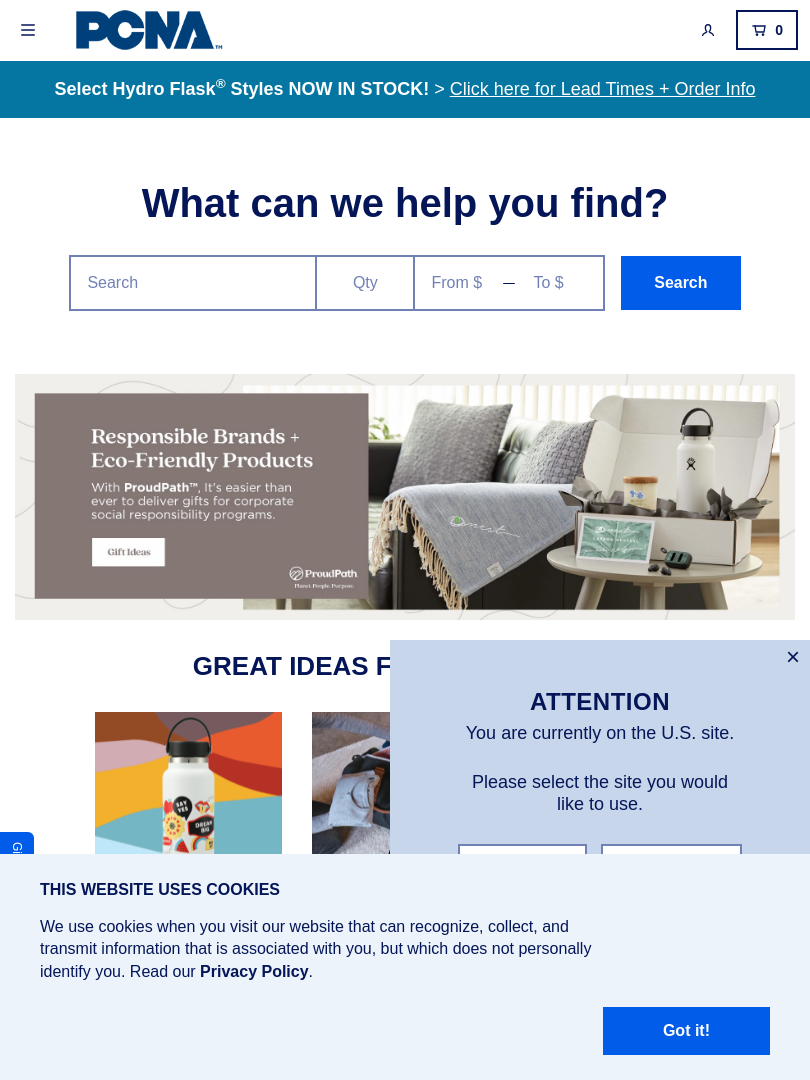 PCNA™
0
Select Hydro Flask® Styles NOW IN STOCK! > Click here for Lead Times + Order Info
What can we help you find?
Search Qty From $ — To $ Search
Responsible Brands +
Eco-Friendly Products
With ProudPath™, It's easier than
ever to deliver gifts for corporate
social responsibility programs.
Gift Ideas
ProudPath
Planet. People. Purpose.
GREAT IDEAS F
SAY
YES
DREAM
BIG
×
ATTENTION
You are currently on the U.S. site.
Please select the site you would
like to use.
THIS WEBSITE USES COOKIES
We use cookies when you visit our website that can recognize, collect, and
transmit information that is associated with you, but which does not personally
identify you. Read our Privacy Policy.
Got it!